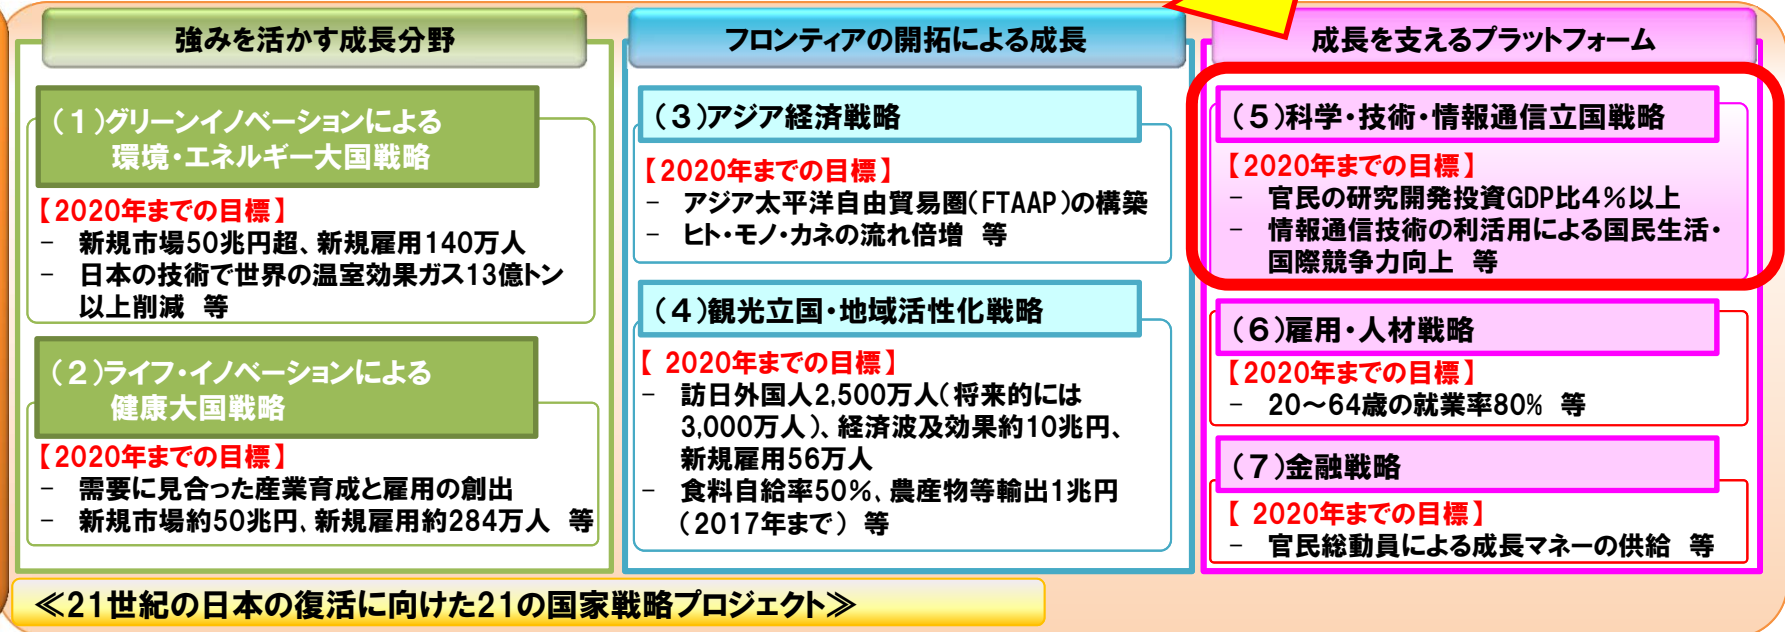 強みを活かす成長分野
（１）グリーンイノベーションによる
環境・エネルギー大国戦略
【2020年までの目標】
－ 新規市場50兆円超、新規雇用140万人
－ 日本の技術で世界の温室効果ガス13億トン
以上削減 等
（２）ライフ・イノベーションによる
健康大国戦略
【2020年までの目標】
－ 需要に見合った産業育成と雇用の創出
－ 新規市場約50兆円、新規雇用約284万人 等
フロンティアの開拓による成長
（３）アジア経済戦略
【2020年までの目標】
－ アジア太平洋自由貿易圏（FTAAP）の構築
－ ヒト・モノ・カネの流れ倍増 等
（４）観光立国・地域活性化戦略
【 2020年までの目標】
－ 訪日外国人2,500万人（将来的には
3,000万人）、経済波及効果約10兆円、
新規雇用56万人
－ 食料自給率50％、農産物等輸出1兆円
（2017年まで） 等
成長を支えるプラットフォーム
（５）科学・技術・情報通信立国戦略
【2020年までの目標】
－ 官民の研究開発投資GDP比４％以上
－ 情報通信技術の利活用による国民生活・
国際競争力向上 等
（６）雇用・人材戦略
【2020年までの目標】
－ 20～64歳の就業率80% 等
（７）金融戦略
【 2020年までの目標】
－ 官民総動員による成長マネーの供給 等
≪21世紀の日本の復活に向けた21の国家戦略プロジェクト≫